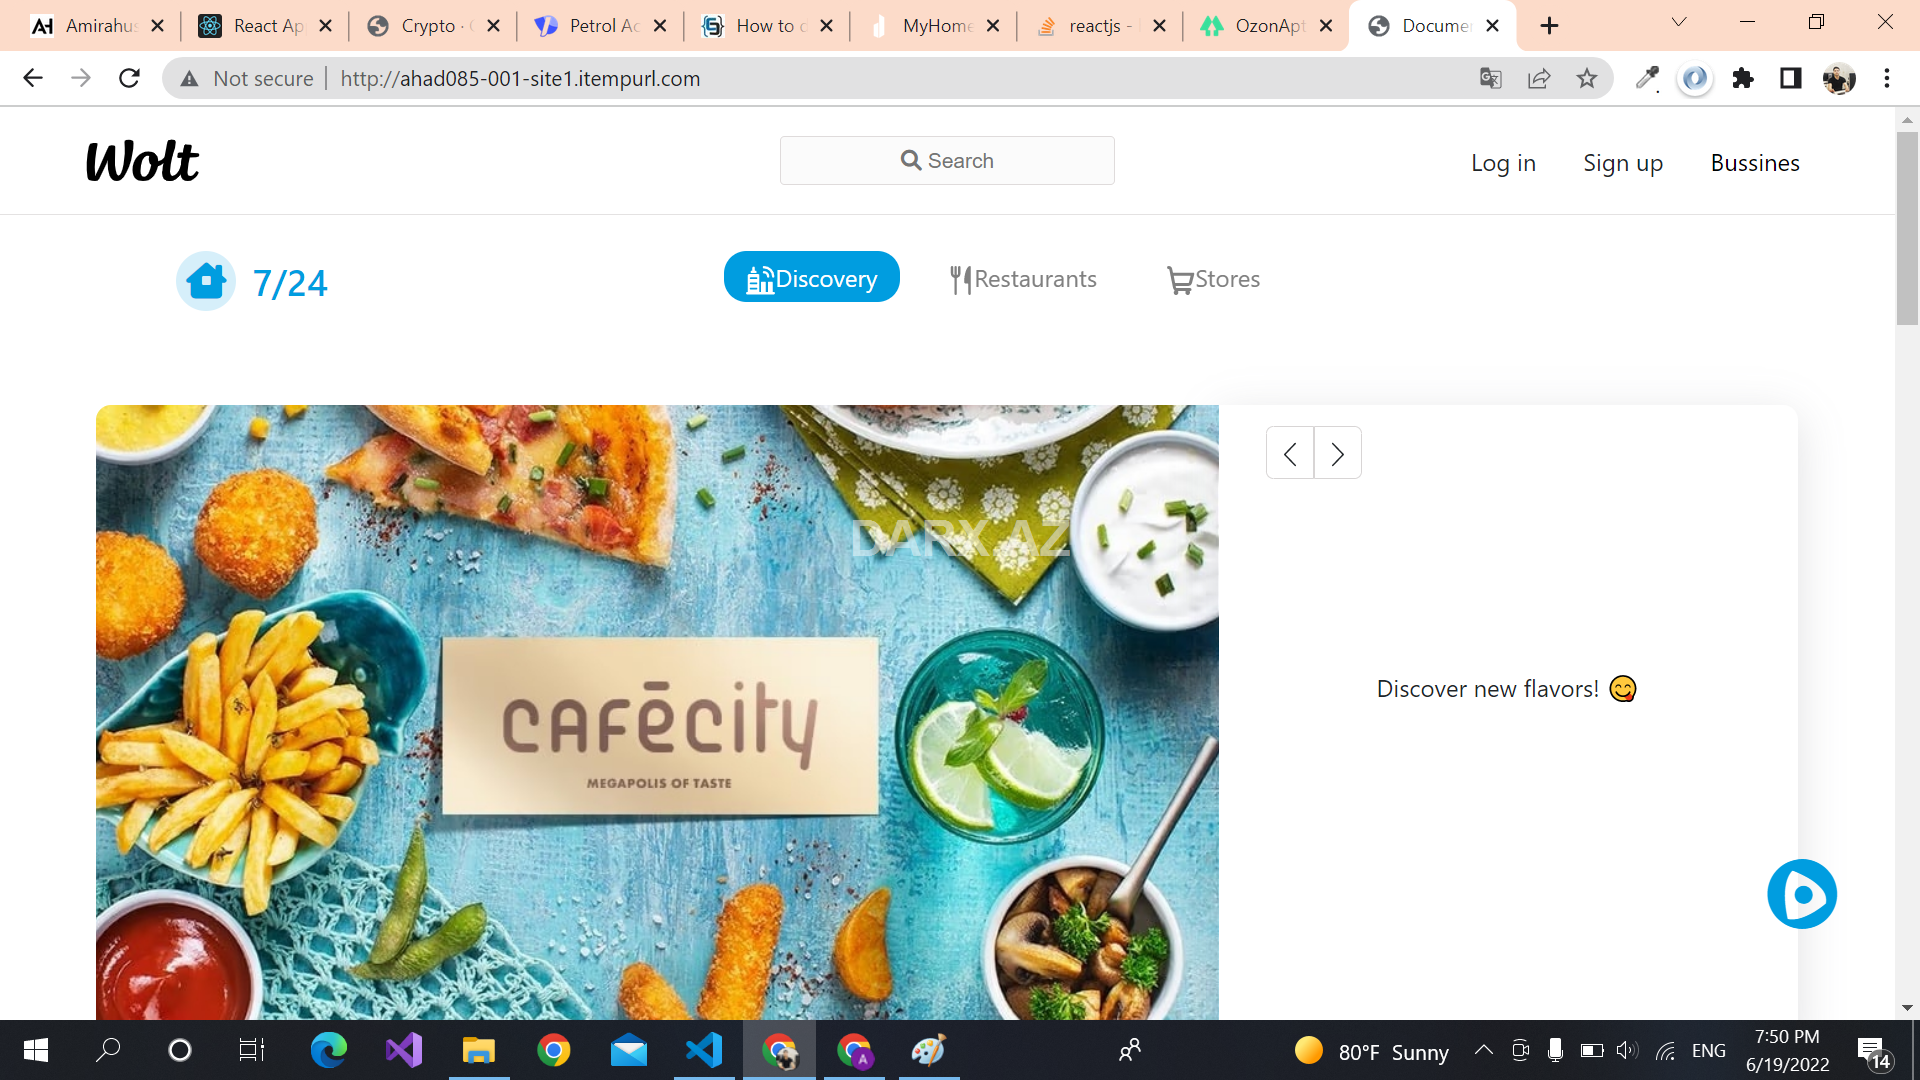 Amirahus
React Ap
Crypto · C
Petrol Ac
How to d
MyHome
reactjs -
OzonApt
Documen
Not secure
http://ahad085-001-site1.itempurl.com
Wolt
Search
Log in
Sign up
Bussines
7/24
Discovery
Restaurants
Stores
DARX AZ
Discover new flavors! 😋
cafēcity
MEGAPOLIS OF TASTE
80°F Sunny
ENG
7:50 PM
6/19/2022
14